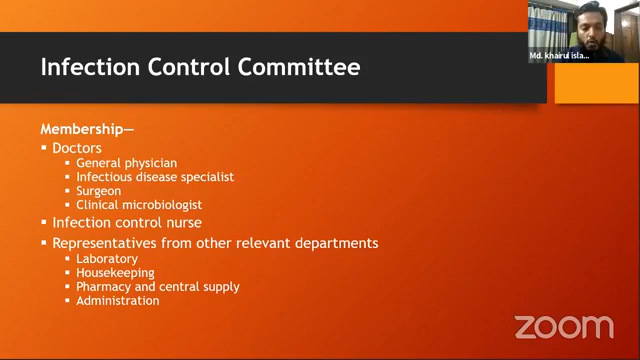 Md. khairul isla...
Infection Control Committee
Membership—
▪ Doctors
▪ General physician
▪ Infectious disease specialist
▪ Surgeon
▪ Clinical microbiologist
▪ Infection control nurse
▪ Representatives from other relevant departments
▪ Laboratory
▪ Housekeeping
▪ Pharmacy and central supply
▪ Administration
zoom